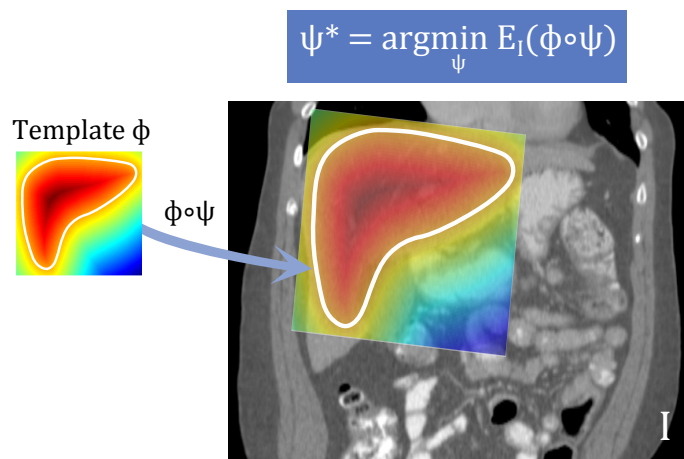 ψ* = argmin E_I(ϕ∘ψ)
ψ
Template ϕ
ϕ∘ψ
I